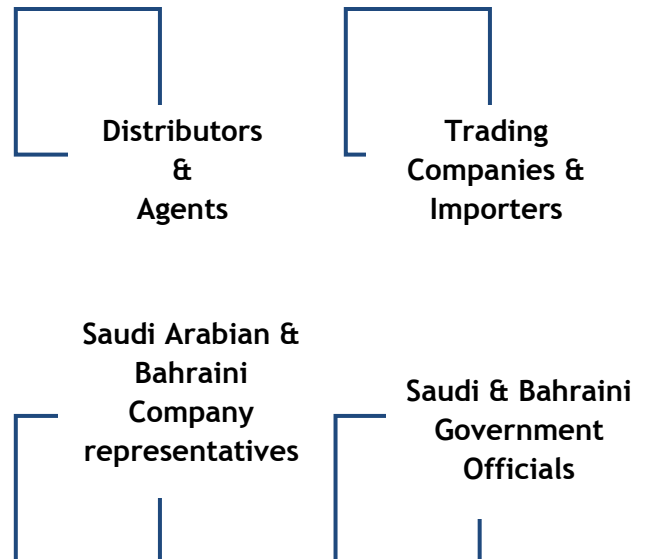 Distributors
&
Agents
Trading
Companies &
Importers
Saudi Arabian &
Bahraini
Company
representatives
Saudi & Bahraini
Government
Officials